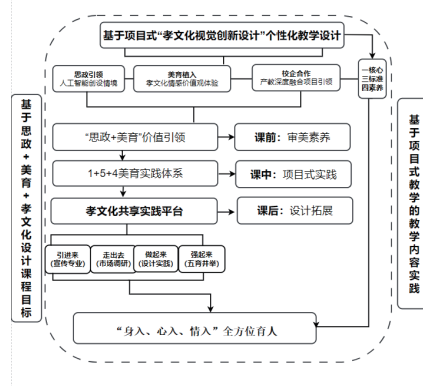 基于项目式“孝文化视觉创新设计”个性化教学设计
思政引领
人工智能创设情境
美育植入
孝文化情感价值观体验
校企合作
产教深度融合项目引领
一核心
三标准
四素养
“思政+美育”价值引领
课前：审美素养
1+5+4美育实践体系
课中：项目式实践
孝文化共享实践平台
课后：设计拓展
引进来
(宣传专业)
走出去
(市场调研)
做起来
(设计实践)
强起来
(五育并举)
“身入、心入、情入”全方位育人
基于思政+美育+孝文化设计课程目标
基于项目式教学的教学内容实践